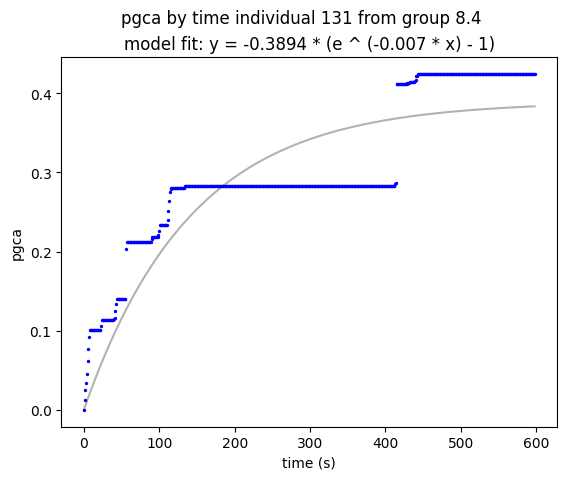 pgca by time individual 131 from group 8.4
model fit: y = -0.3894 * (e ^ (-0.007 * x) - 1)
0.4
0.3
0.2
0.1
0.0
pgca
0 100 200 300 400 500 600
time (s)